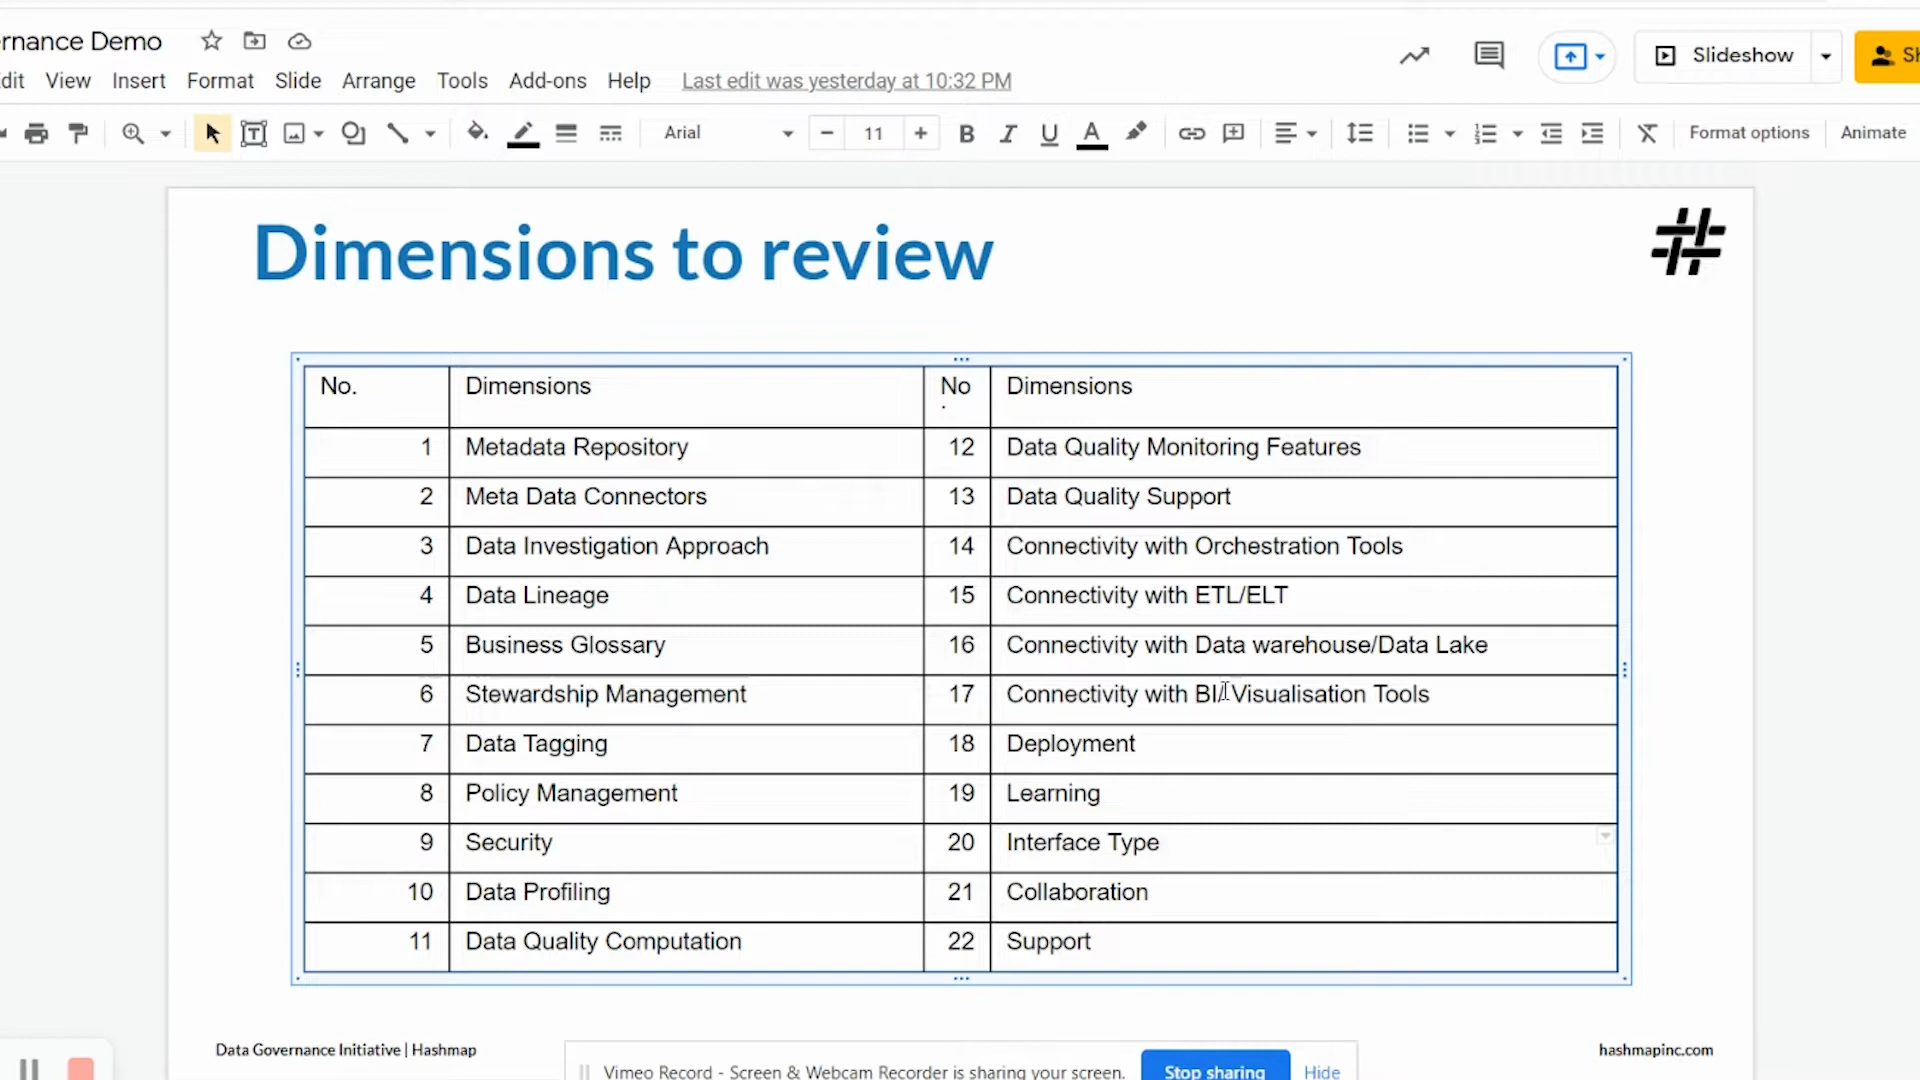 rnance Demo
dit View Insert Format Slide Arrange Tools Add-ons Help Last edit was yesterday at 10:32 PM
Slideshow
Arial 11 Format options Animate
Dimensions to review
No. Dimensions No. Dimensions
1 Metadata Repository 12 Data Quality Monitoring Features
2 Meta Data Connectors 13 Data Quality Support
3 Data Investigation Approach 14 Connectivity with Orchestration Tools
4 Data Lineage 15 Connectivity with ETL/ELT
5 Business Glossary 16 Connectivity with Data warehouse/Data Lake
6 Stewardship Management 17 Connectivity with BI/Visualisation Tools
7 Data Tagging 18 Deployment
8 Policy Management 19 Learning
9 Security 20 Interface Type
10 Data Profiling 21 Collaboration
11 Data Quality Computation 22 Support
Data Governance Initiative | Hashmap hashmapinc.com
Vimeo Record - Screen & Webcam Recorder is sharing your screen. Stop sharing Hide